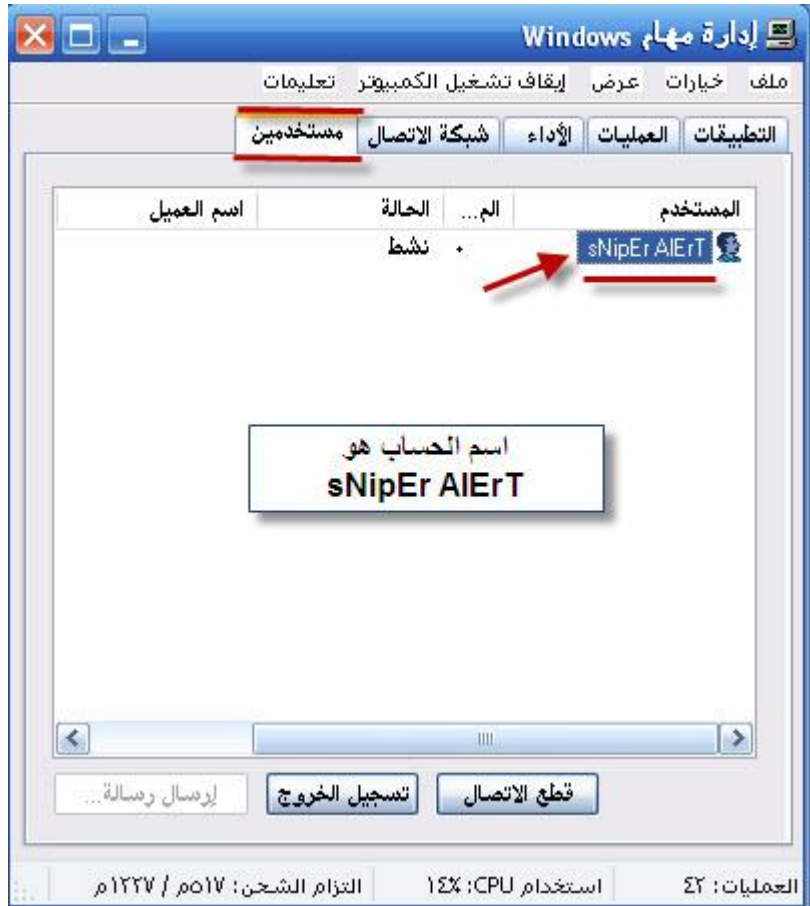 إدارة مهام Windows
ملف خيارات عرض إيقاف تشغيل الكمبيوتر تعليمات
التطبيقات العمليات الأداء شبكة الاتصال مستخدمين
المستخدم الم... الحالة اسم العميل
sNipEr AlErT ٠ نشط
اسم الحساب هو
sNipEr AlErT
قطع الاتصال تسجيل الخروج إرسال رسالة...
العمليات: ٤٢ استخدام CPU: ١٤% التزام الشحن: ٥١٧م / ١٢٢٧م